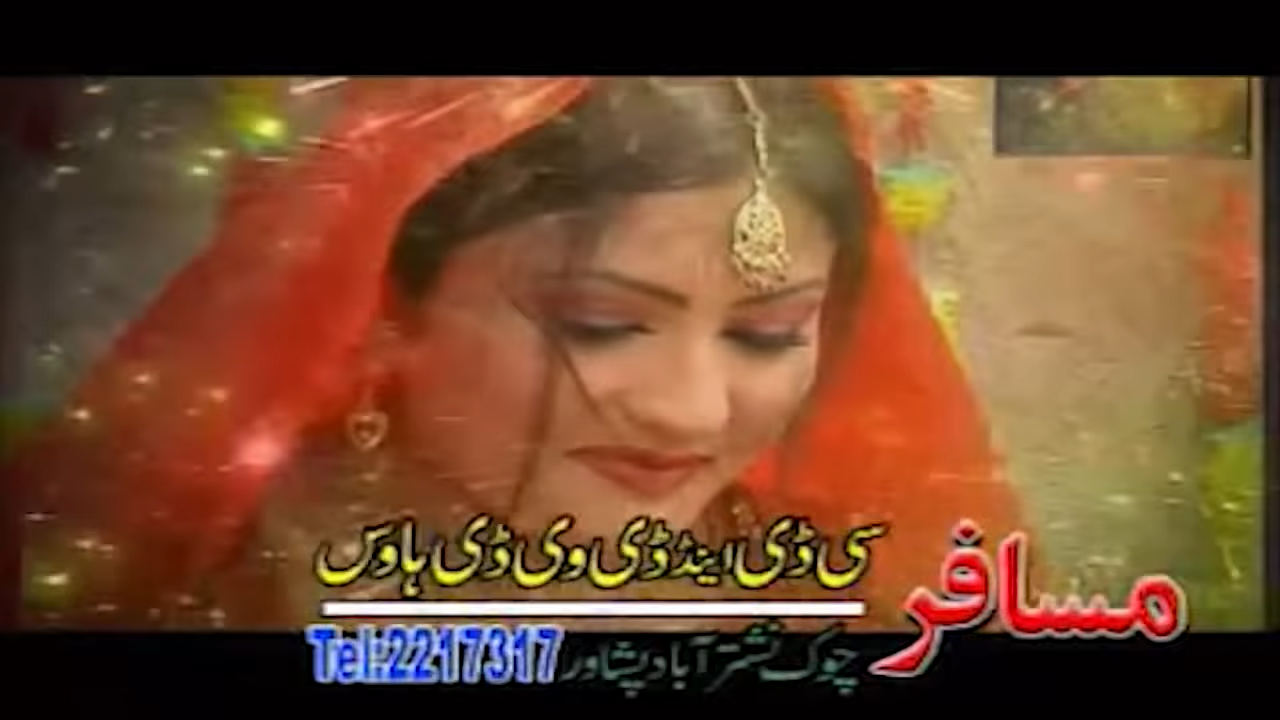 مسافر
سی ڈی اینڈ ڈی وی ڈی ہاؤس
چوک نشتر آباد پشاور Tel:2217317